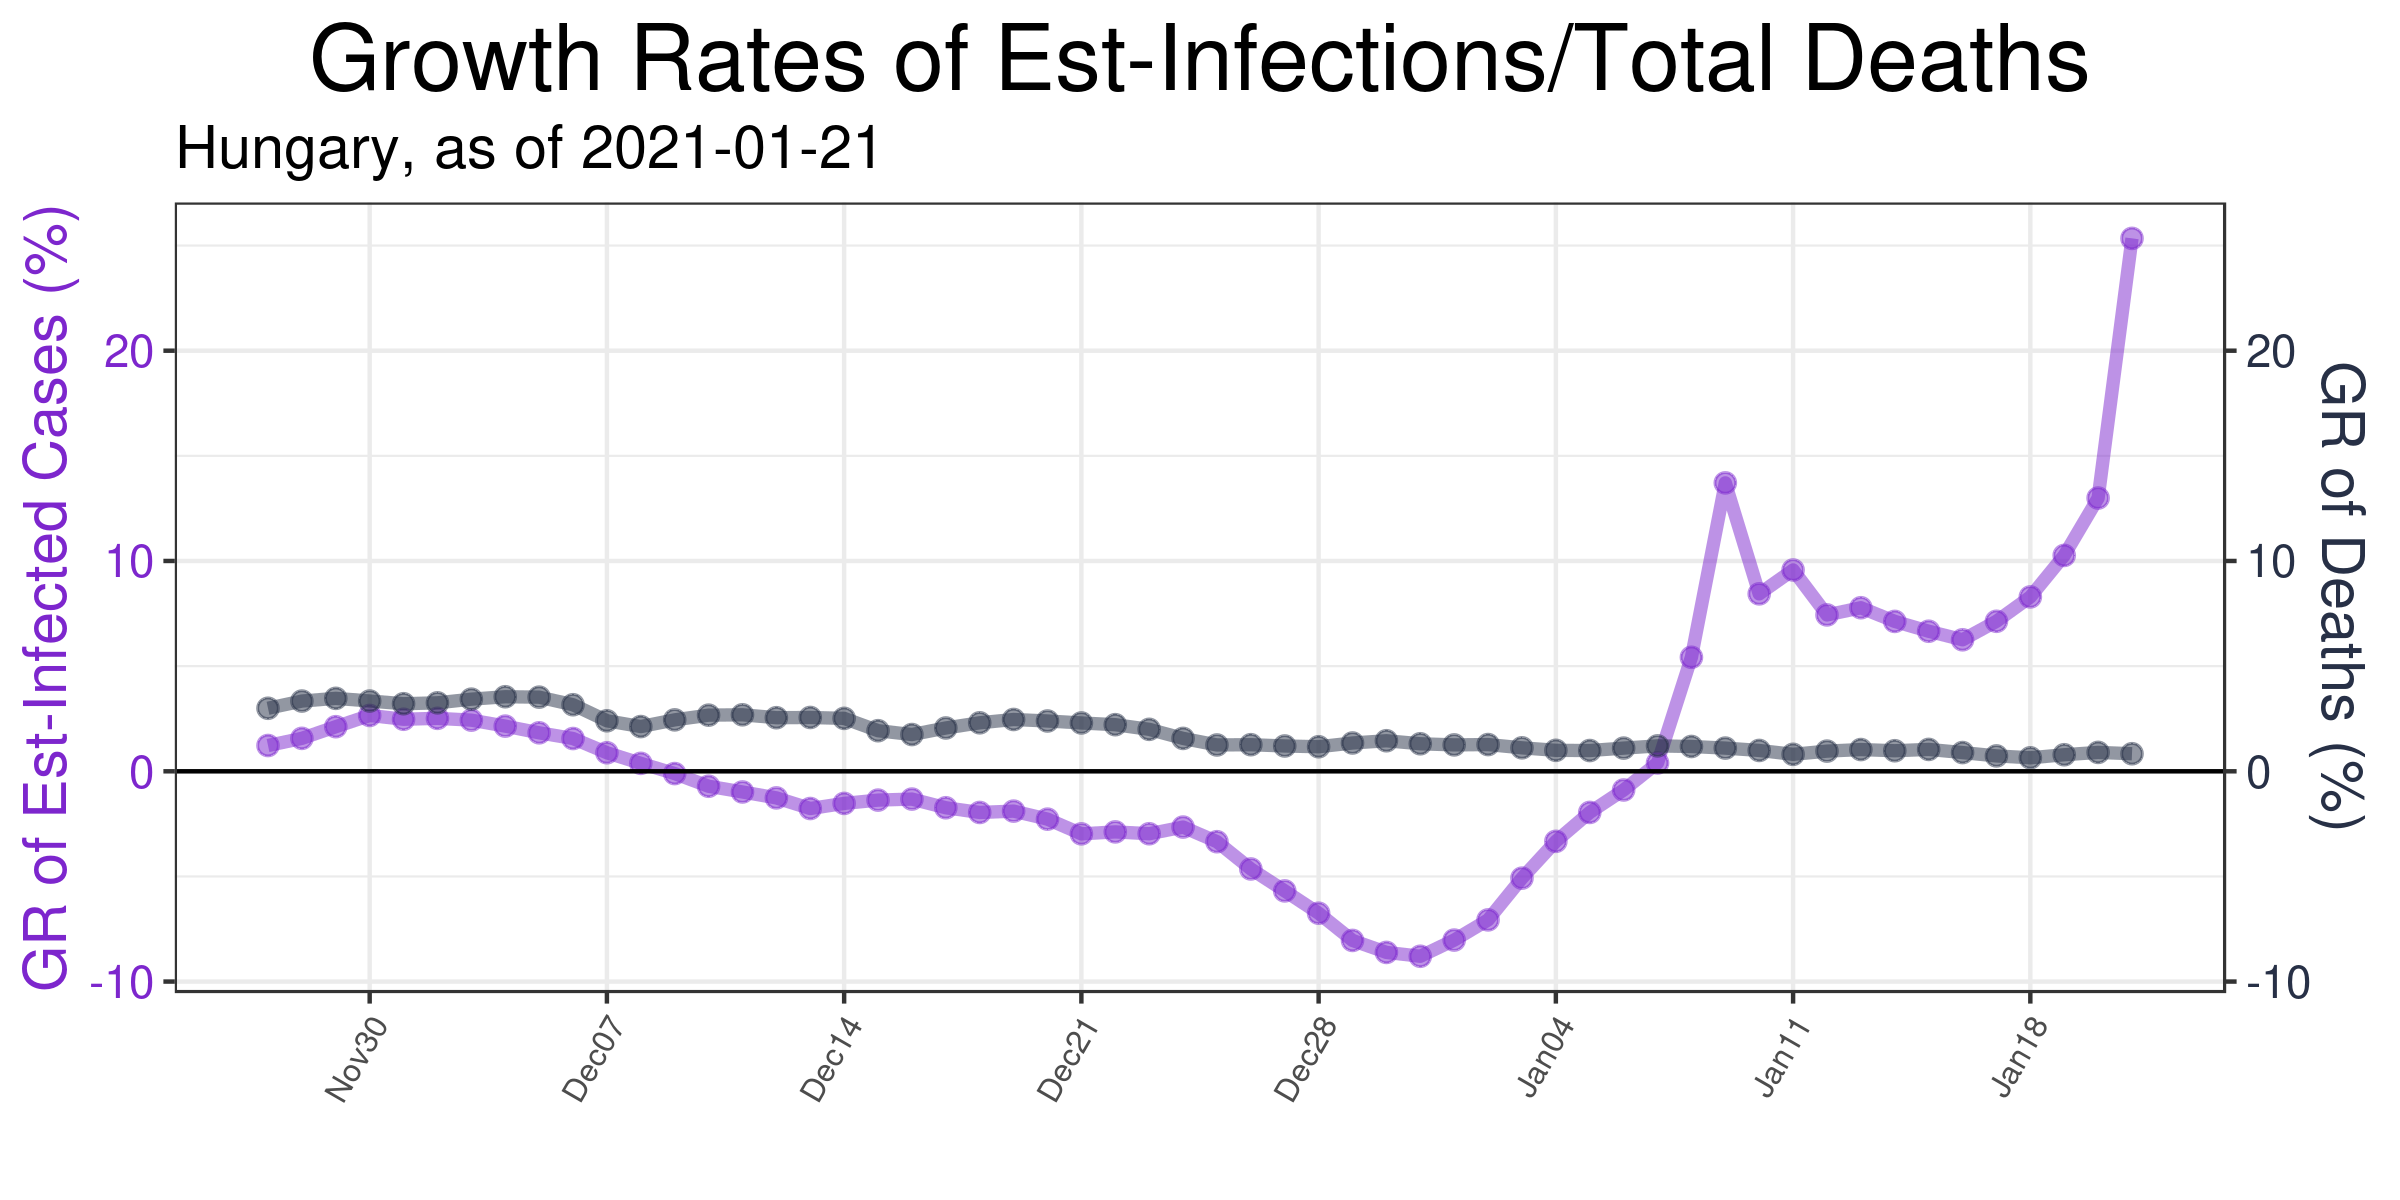 Growth Rates of Est-Infections/Total Deaths
Hungary, as of 2021-01-21
GR of Est-Infected Cases (%)
20
10
0
-10
20
10
0
-10
GR of Deaths (%)
Nov30
Dec07
Dec14
Dec21
Dec28
Jan04
Jan11
Jan18